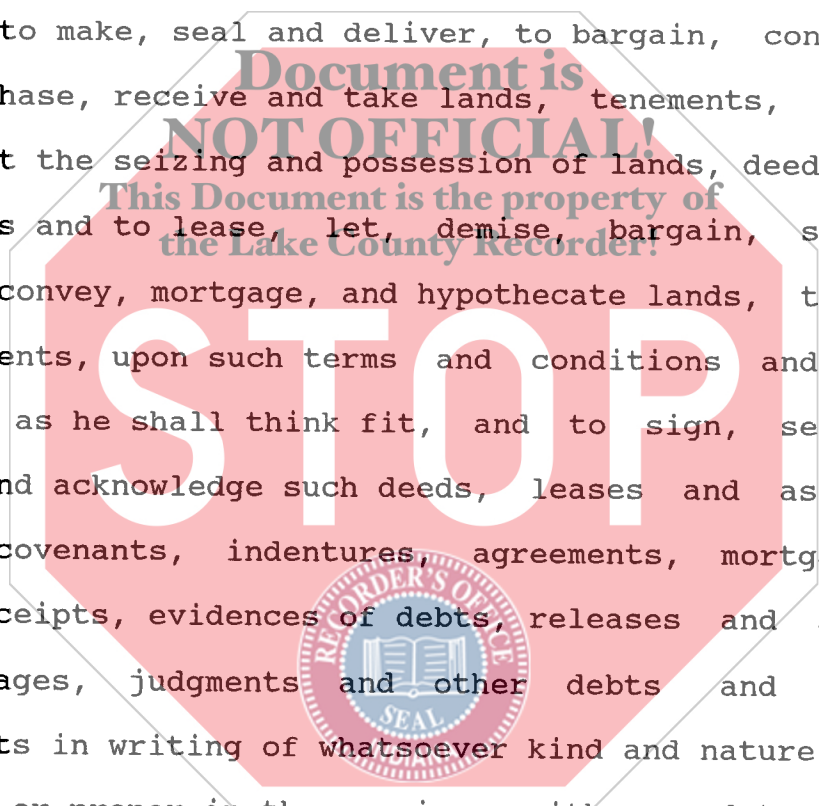 to make, seal and deliver, to bargain, con
Document is
hase, receive and take lands, tenements,
NOT OFFICIAL!
t the seizing and possession of lands, deed
This Document is the property of
s and to lease, let, demise, bargain, s
the Lake County Recorder!
convey, mortgage, and hypothecate lands, t
STOP
ents, upon such terms and conditions and
as he shall think fit, and to sign, se
nd acknowledge such deeds, leases and as
covenants, indentures, agreements, mortg
RECORDER'S OFFICE
ceipts, evidences of debts, releases and
ages, judgments and other debts and
SEAL
ts in writing of whatsoever kind and nature
INDIANA